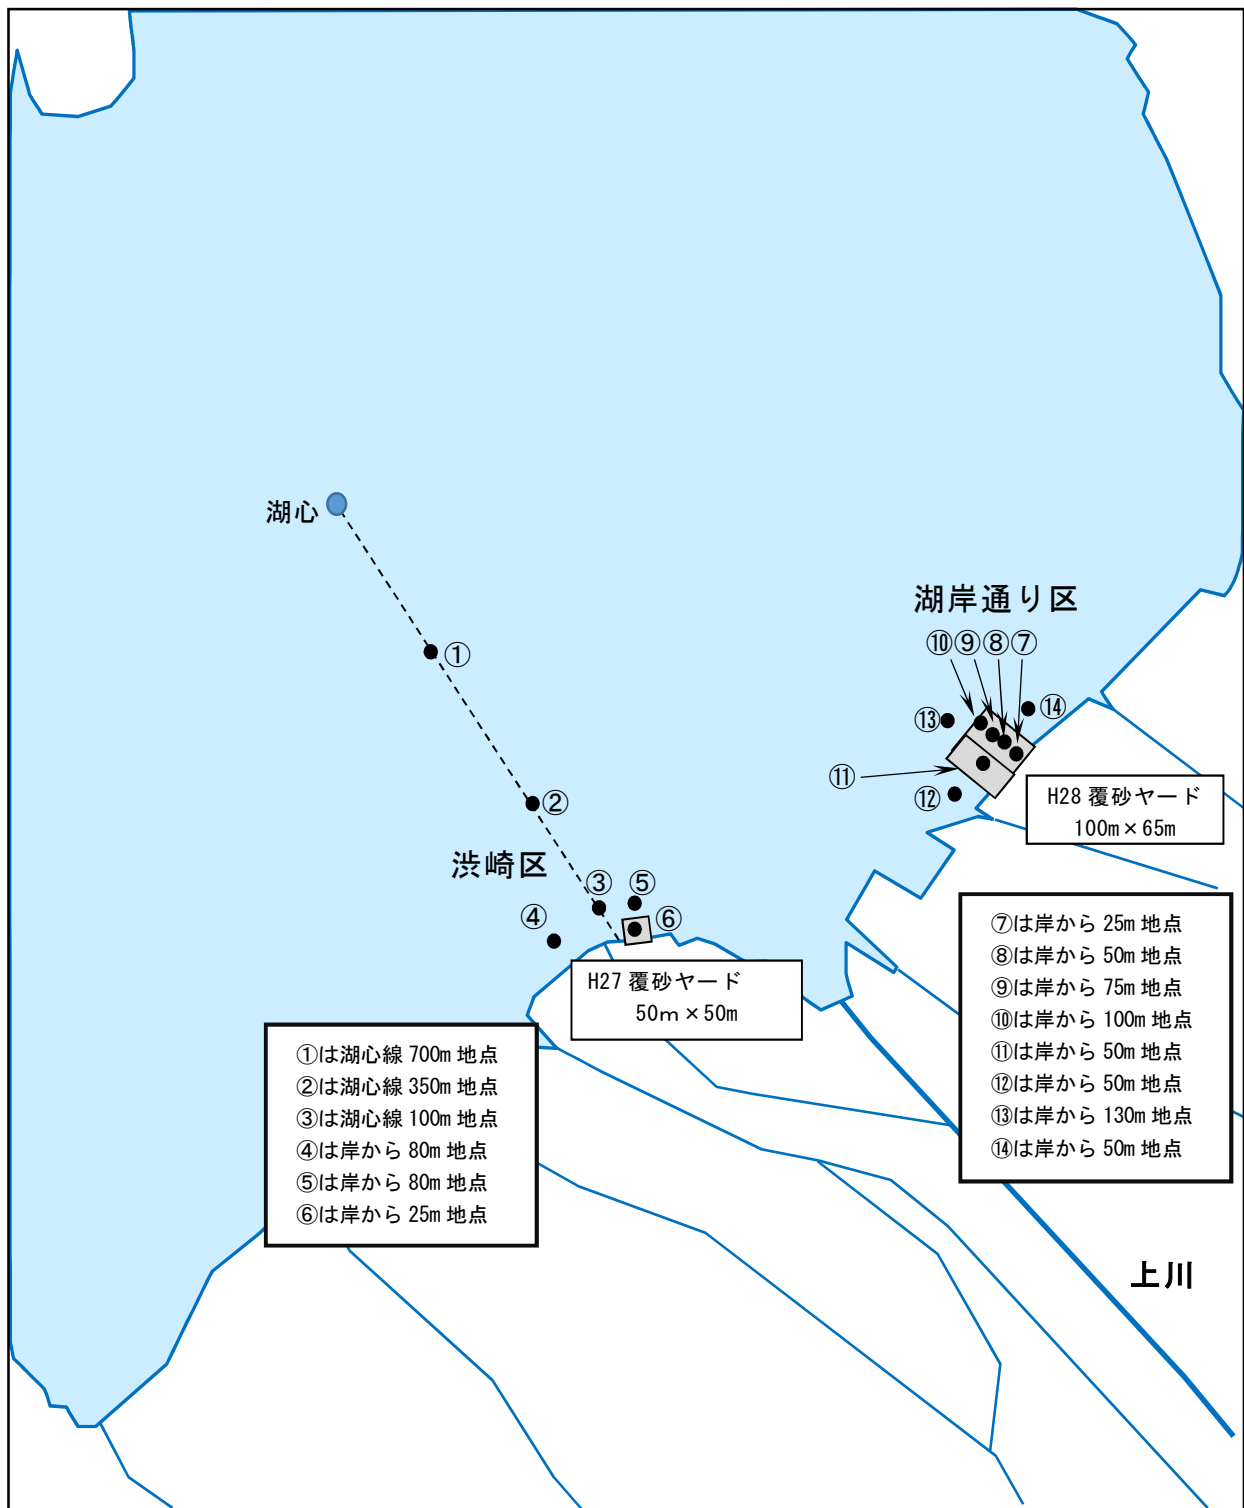 湖心
①
②
渋崎区
③
⑤
④
⑥
湖岸通り区
⑩⑨⑧⑦
⑬
⑭
⑪
⑫
H28 覆砂ヤード
100m×65m
H27 覆砂ヤード
50m×50m
①は湖心線 700m 地点
②は湖心線 350m 地点
③は湖心線 100m 地点
④は岸から 80m 地点
⑤は岸から 80m 地点
⑥は岸から 25m 地点
⑦は岸から 25m 地点
⑧は岸から 50m 地点
⑨は岸から 75m 地点
⑩は岸から 100m 地点
⑪は岸から 50m 地点
⑫は岸から 50m 地点
⑬は岸から 130m 地点
⑭は岸から 50m 地点
上川